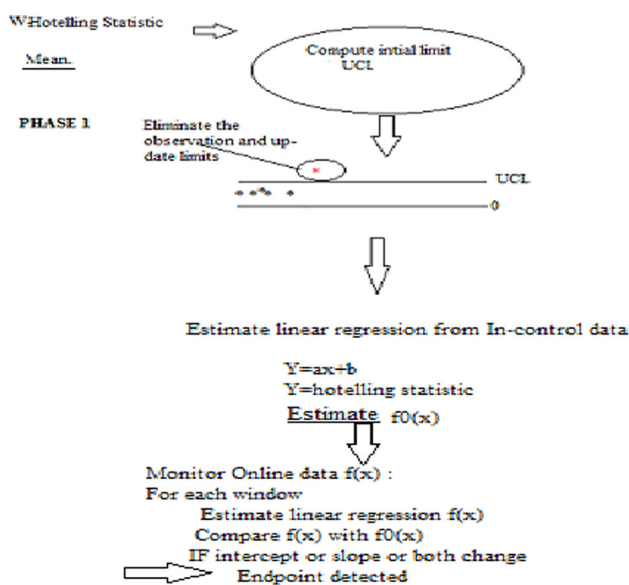 WHotelling Statistic
Mean.
Compute intial limit
UCL
PHASE 1
Eliminate the
observation and up-
date limits
UCL
0
Estimate linear regression from In-control data
Y=ax+b
Y=hotelling statistic
Estimate f0(x)
Monitor Online data f(x) :
For each window
Estimate linear regression f(x)
Compare f(x) with f0(x)
IF intercept or slope or both change
Endpoint detected